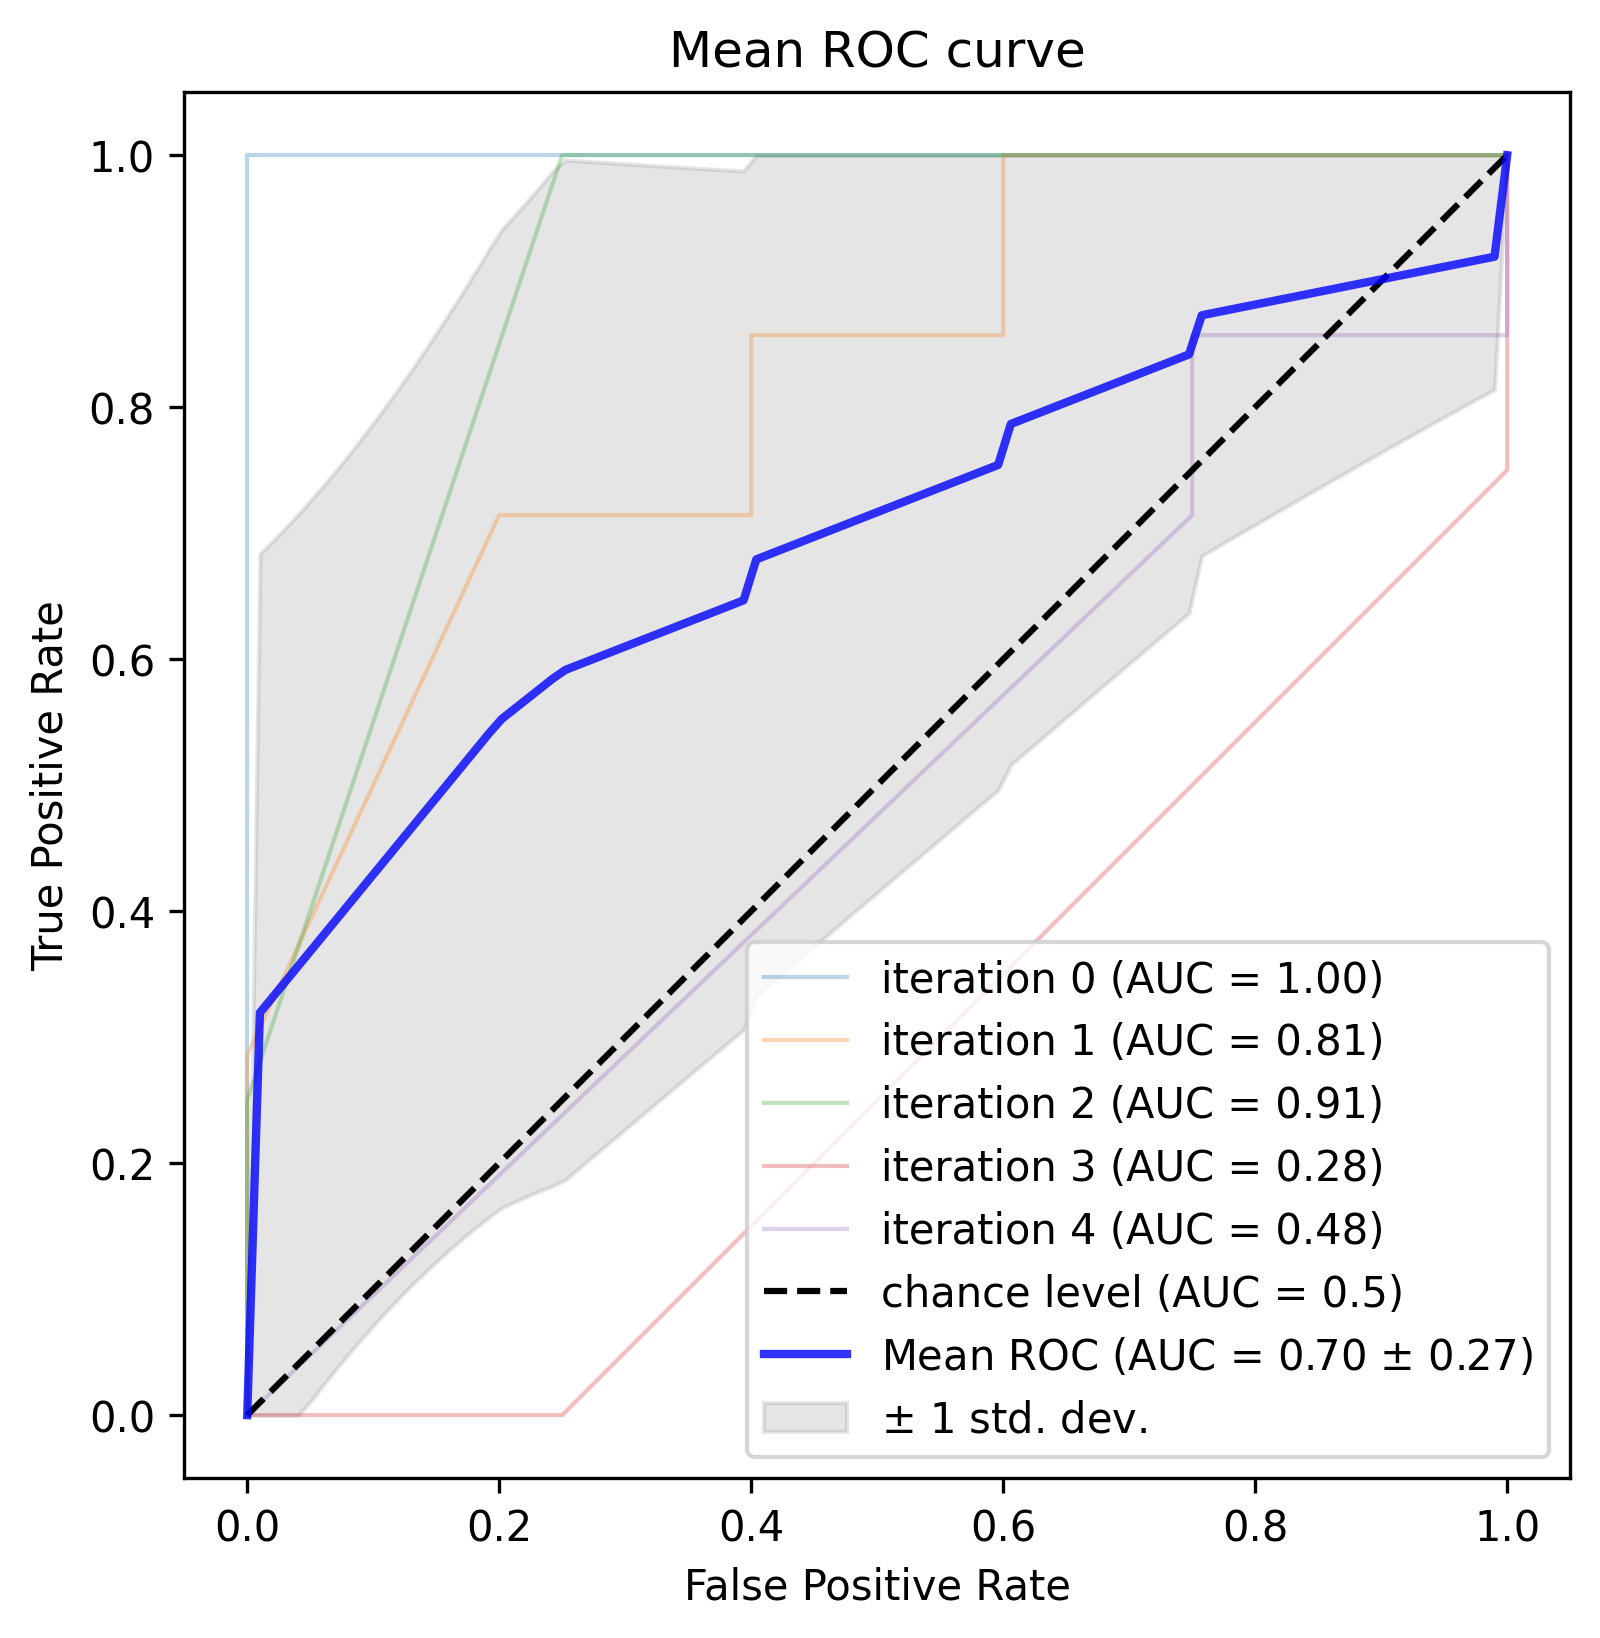 Mean ROC curve
1.0
0.8
0.6
0.4
0.2
0.0
True Positive Rate
iteration 0 (AUC = 1.00)
iteration 1 (AUC = 0.81)
iteration 2 (AUC = 0.91)
iteration 3 (AUC = 0.28)
iteration 4 (AUC = 0.48)
chance level (AUC = 0.5)
Mean ROC (AUC = 0.70 ± 0.27)
± 1 std. dev.
0.0 0.2 0.4 0.6 0.8 1.0
False Positive Rate